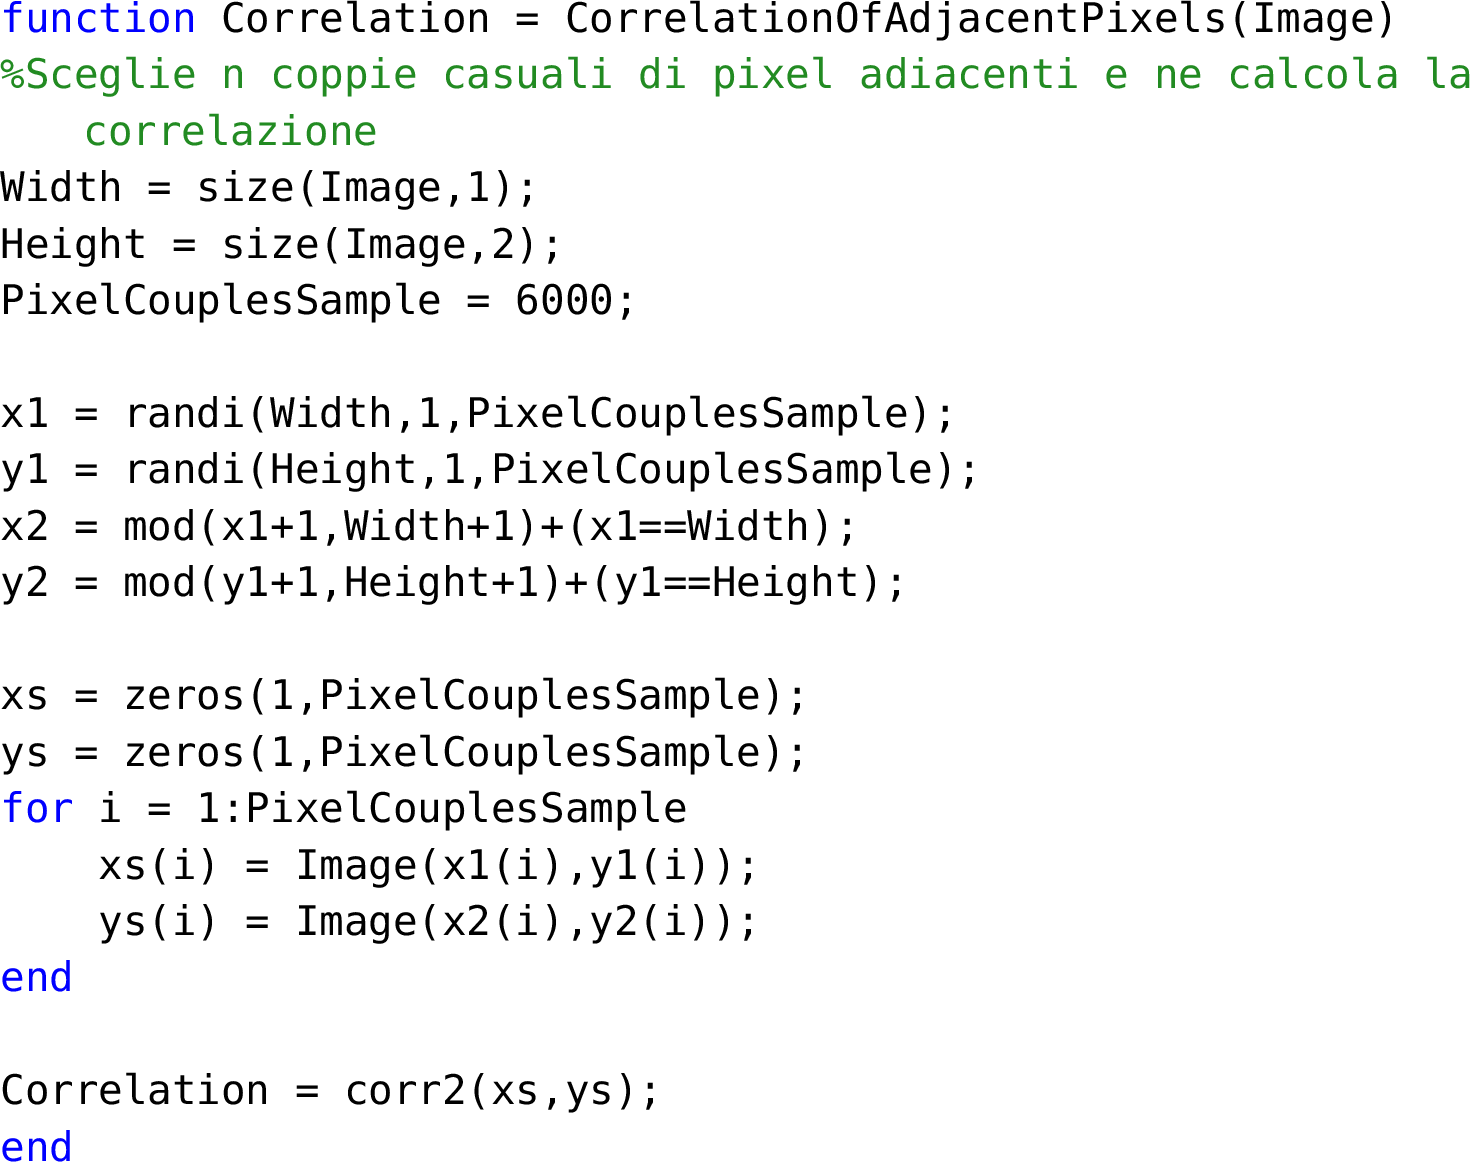 function Correlation = CorrelationOfAdjacentPixels(Image)
%Sceglie n coppie casuali di pixel adiacenti e ne calcola la
correlazione
Width = size(Image,1);
Height = size(Image,2);
PixelCouplesSample = 6000;
x1 = randi(Width,1,PixelCouplesSample);
y1 = randi(Height,1,PixelCouplesSample);
x2 = mod(x1+1,Width+1)+(x1==Width);
y2 = mod(y1+1,Height+1)+(y1==Height);
xs = zeros(1,PixelCouplesSample);
ys = zeros(1,PixelCouplesSample);
for i = 1:PixelCouplesSample
xs(i) = Image(x1(i),y1(i));
ys(i) = Image(x2(i),y2(i));
end
Correlation = corr2(xs,ys);
end